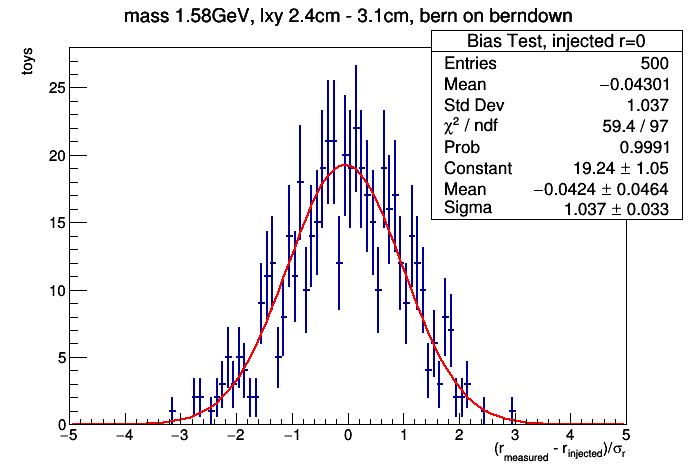 mass 1.58GeV, lxy 2.4cm - 3.1cm, bern on berndown
Bias Test, injected r=0
Entries 500
Mean −0.04301
Std Dev 1.037
χ² / ndf 59.4 / 97
Prob 0.9991
Constant 19.24 ± 1.05
Mean −0.0424 ± 0.0464
Sigma 1.037 ± 0.033
toys
25
20
15
10
5
0
−5 −4 −3 −2 −1 0 1 2 3 4 5
(r_measured - r_injected)/σ_r